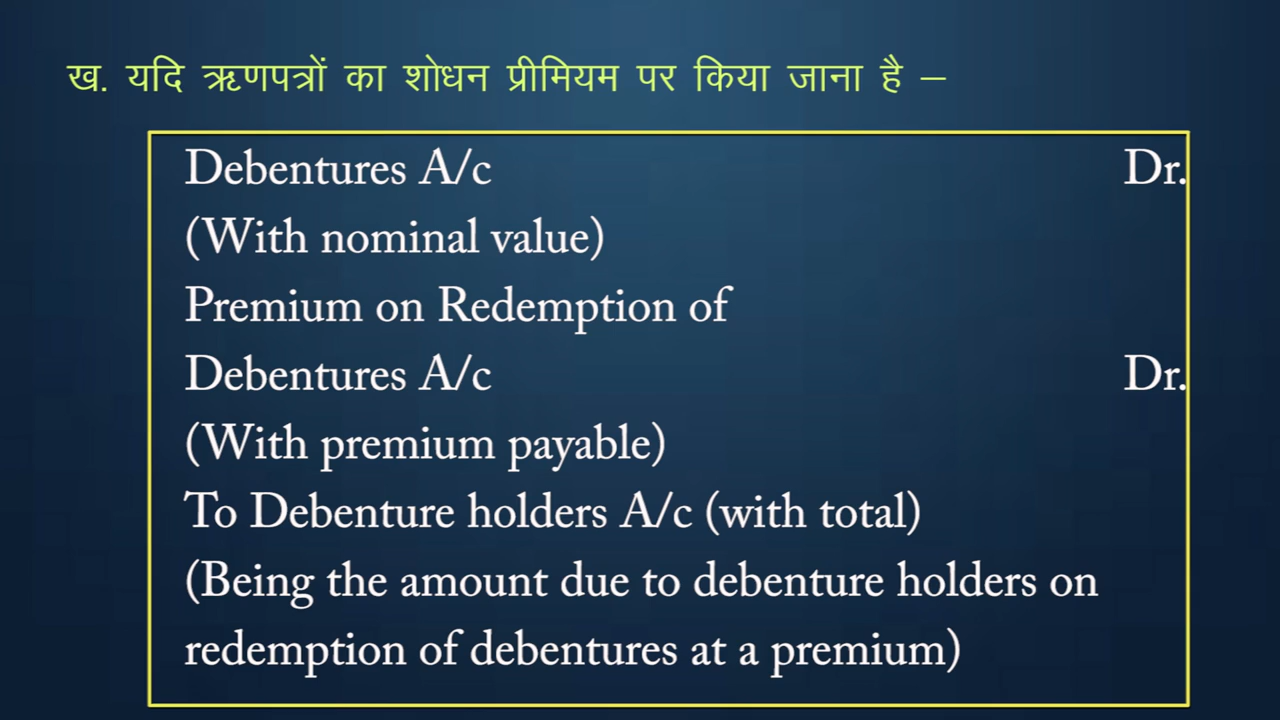 ख. यदि ऋणपत्रों का शोधन प्रीमियम पर किया जाना है –
Debentures A/c Dr.
(With nominal value)
Premium on Redemption of
Debentures A/c Dr.
(With premium payable)
To Debenture holders A/c (with total)
(Being the amount due to debenture holders on
redemption of debentures at a premium)